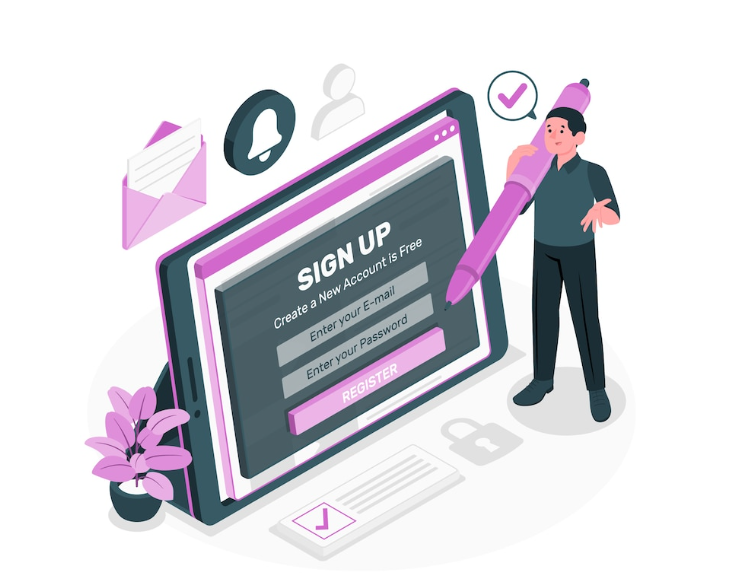 SIGN UP
Create a New Account is Free
Enter your E-mail
Enter your Password
REGISTER